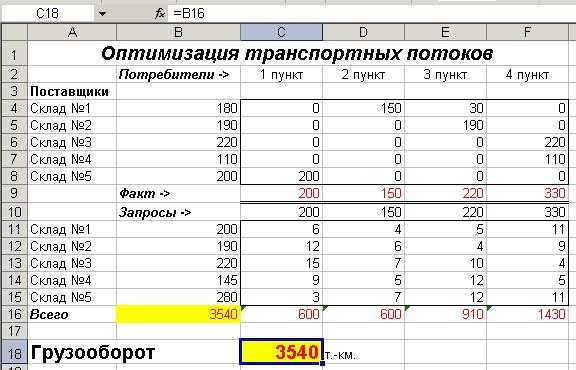 C18 fx =B16
A B C D E F
1 Оптимизация транспортных потоков
2 Потребители -> 1 пункт 2 пункт 3 пункт 4 пункт
3 Поставщики
4 Склад №1 180 0 150 30 0
5 Склад №2 190 0 0 190 0
6 Склад №3 220 0 0 0 220
7 Склад №4 110 0 0 0 110
8 Склад №5 200 200 0 0 0
9 Факт -> 200 150 220 330
10 Запросы -> 200 150 220 330
11 Склад №1 200 6 4 5 11
12 Склад №2 190 12 6 4 9
13 Склад №3 220 15 7 10 4
14 Склад №4 145 9 5 12 5
15 Склад №5 280 3 7 12 11
16 Всего 3540 600 600 910 1430
17
18 Грузооборот 3540 т.-км.